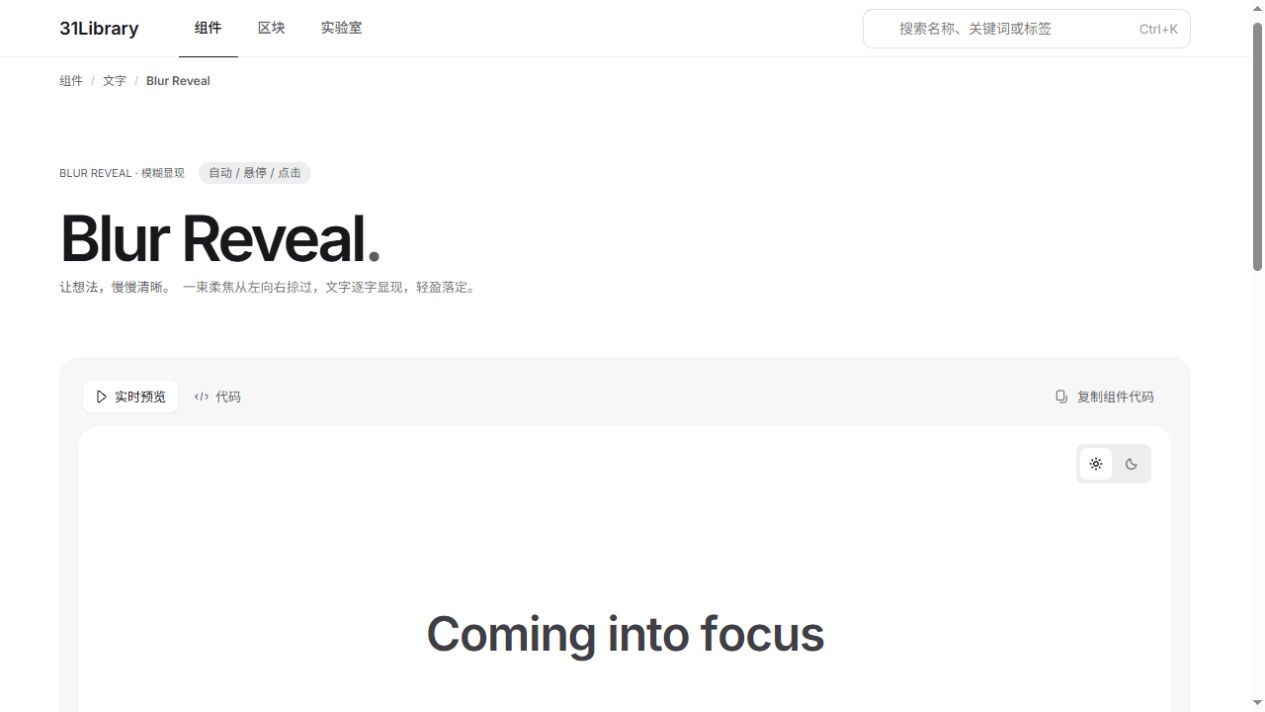 31Library 组件 区块 实验室 搜索名称、关键词或标签 Ctrl+K
组件 / 文字 / Blur Reveal
BLUR REVEAL · 模糊显现 自动 / 悬停 / 点击
Blur Reveal.
让想法，慢慢清晰。 一束柔焦从左向右掠过，文字逐字显现，轻盈落定。
实时预览 </> 代码 复制组件代码
Coming into focus